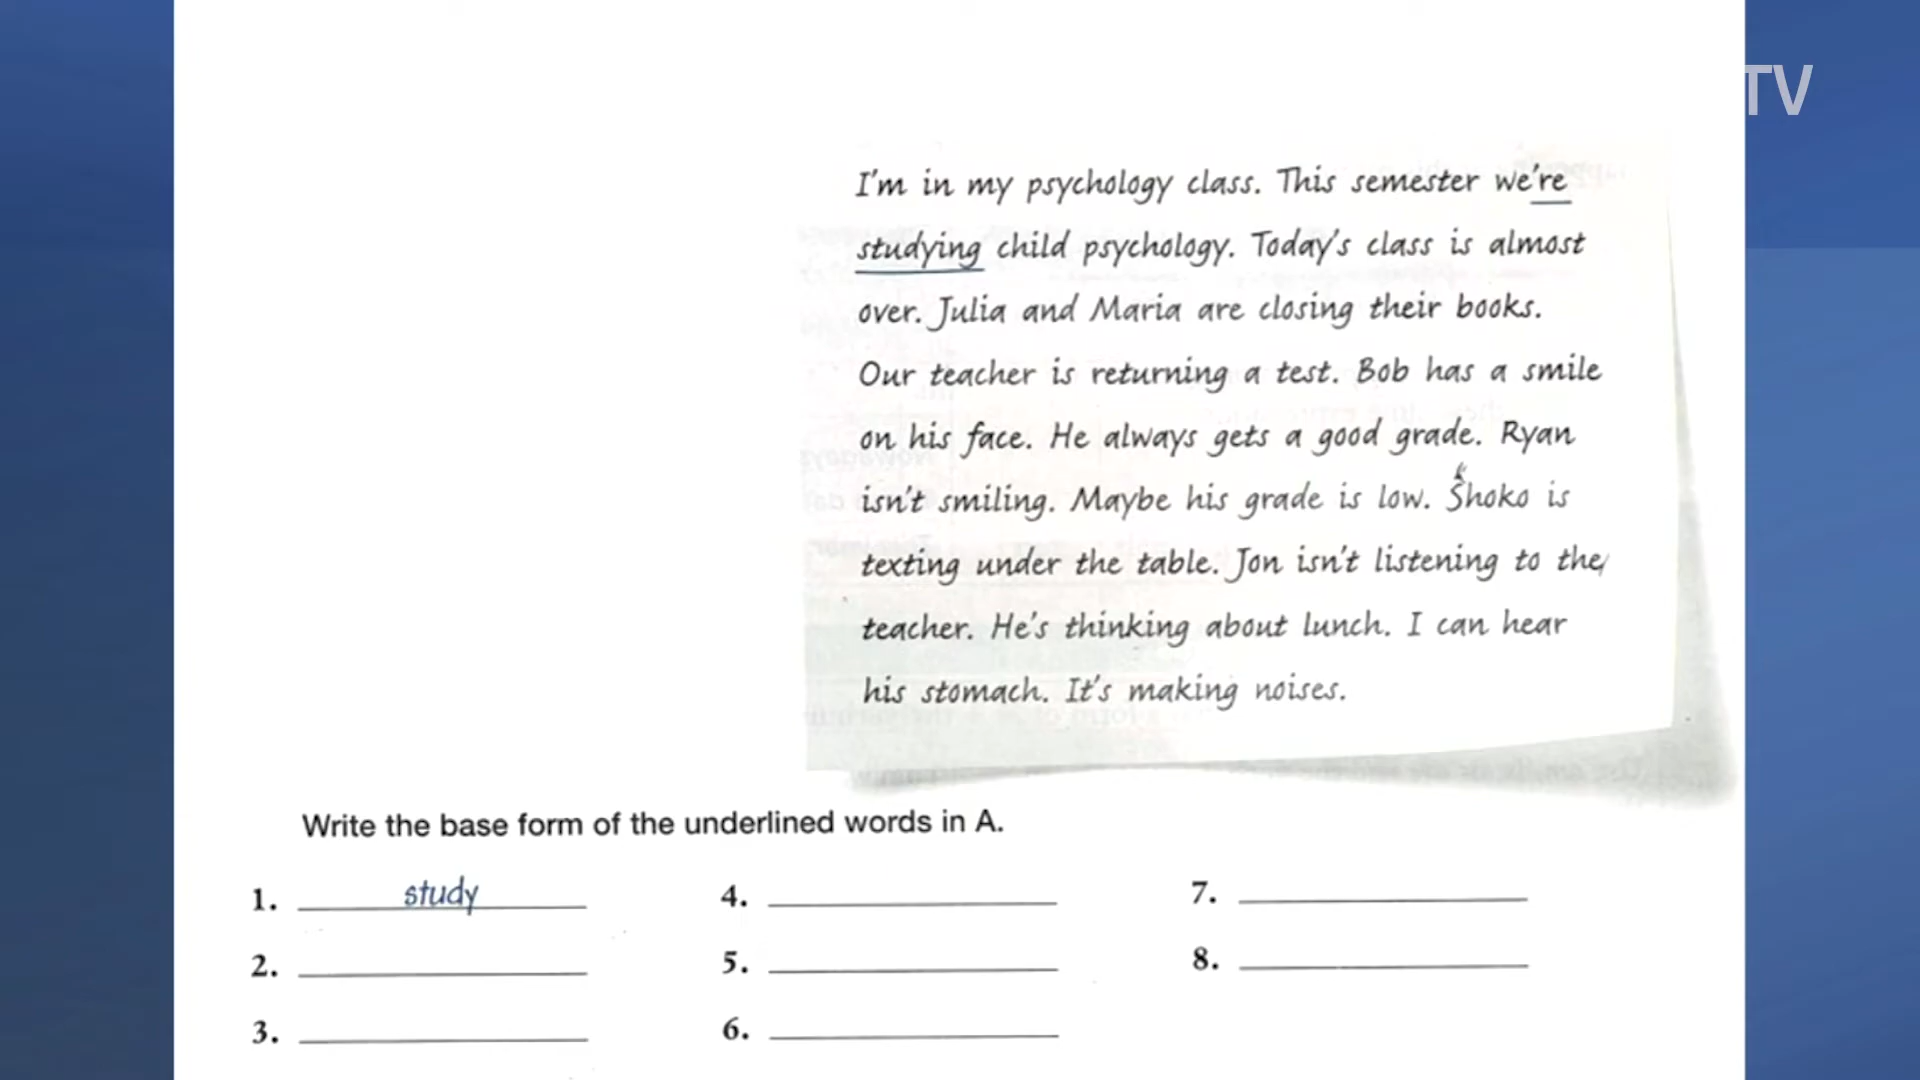 TV
I'm in my psychology class. This semester we're
studying child psychology. Today's class is almost
over. Julia and Maria are closing their books.
Our teacher is returning a test. Bob has a smile
on his face. He always gets a good grade. Ryan
isn't smiling. Maybe his grade is low. Shoko is
texting under the table. Jon isn't listening to the
teacher. He's thinking about lunch. I can hear
his stomach. It's making noises.
Write the base form of the underlined words in A.
1. study
2.
3.
4.
5.
6.
7.
8.